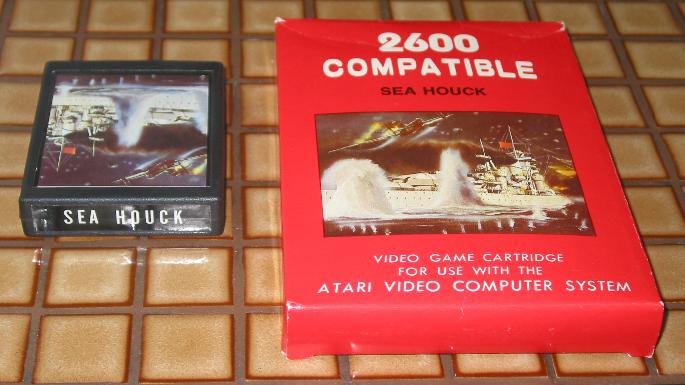 SEA HOUCK
2600
COMPATIBLE
SEA HOUCK
VIDEO GAME CARTRIDGE
FOR USE WITH THE
ATARI VIDEO COMPUTER SYSTEM